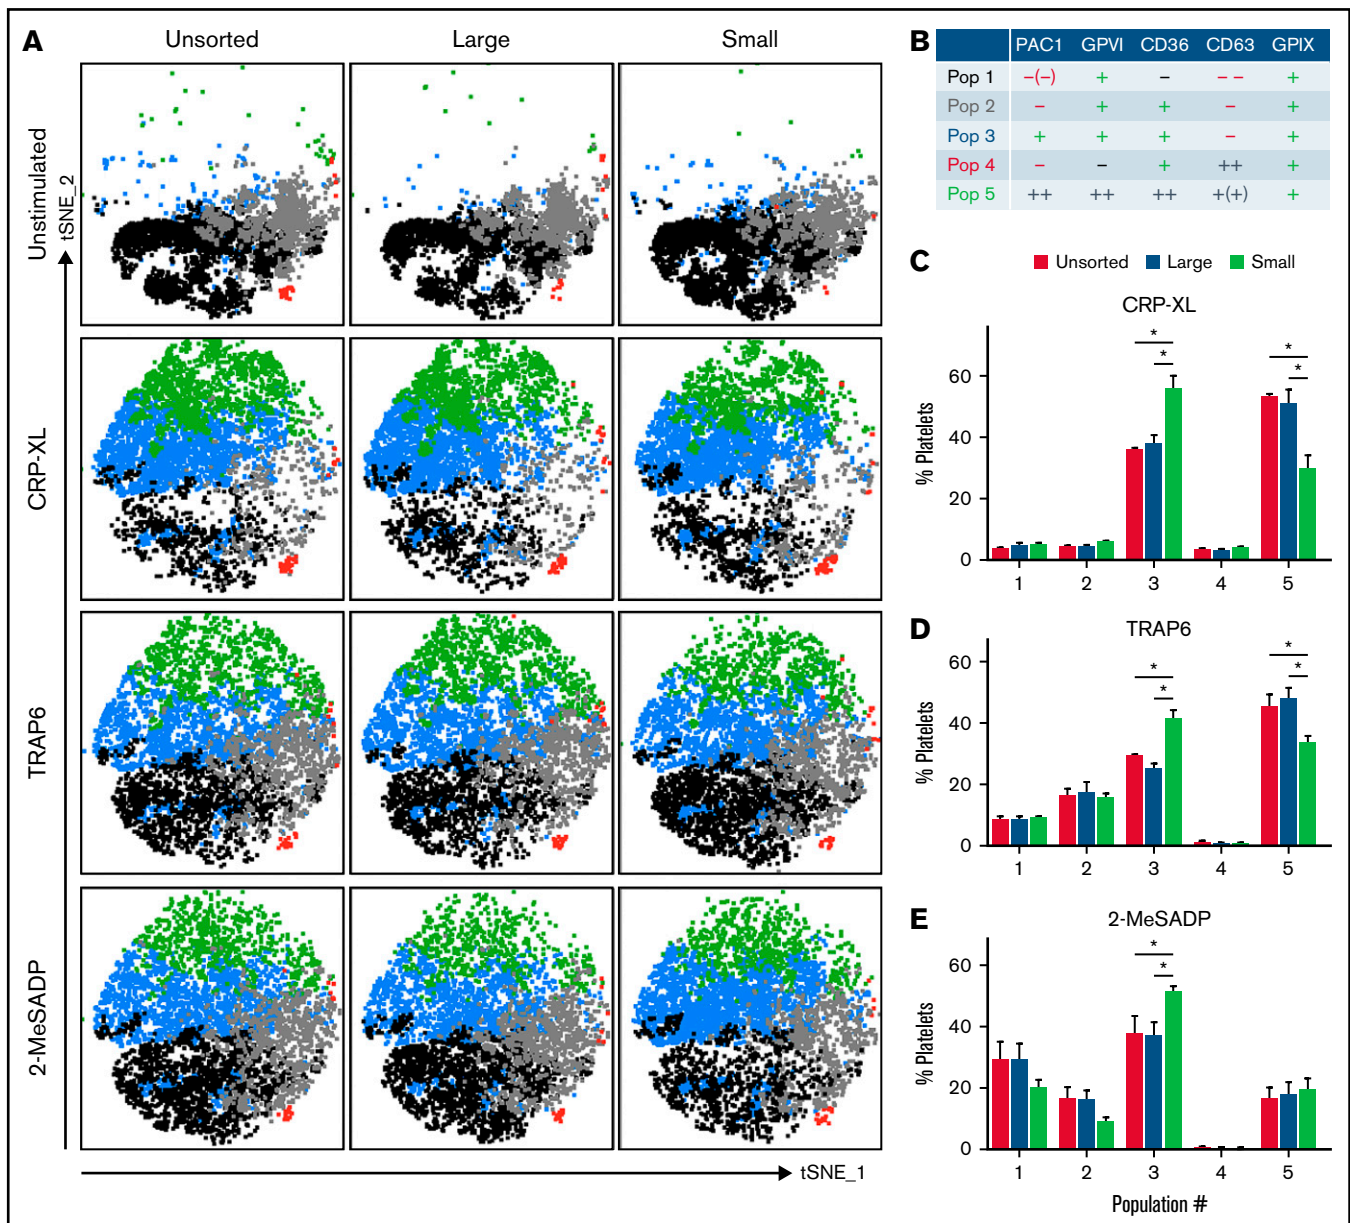 A
Unsorted
Large
Small
Unstimulated
CRP-XL
TRAP6
2-MeSADP
tSNE_2
tSNE_1
B
PAC1 GPVI CD36 CD63 GPIX
Pop 1 −(−) + − − − +
Pop 2 − + + − +
Pop 3 + + + − +
Pop 4 − − + ++ +
Pop 5 ++ ++ ++ +(+) +
C
Unsorted Large Small
CRP-XL
% Platelets
60
40
20
0
* * * *
1 2 3 4 5
D
TRAP6
% Platelets
60
40
20
0
* * * *
1 2 3 4 5
E
2-MeSADP
% Platelets
60
40
20
0
* *
1 2 3 4 5
Population #